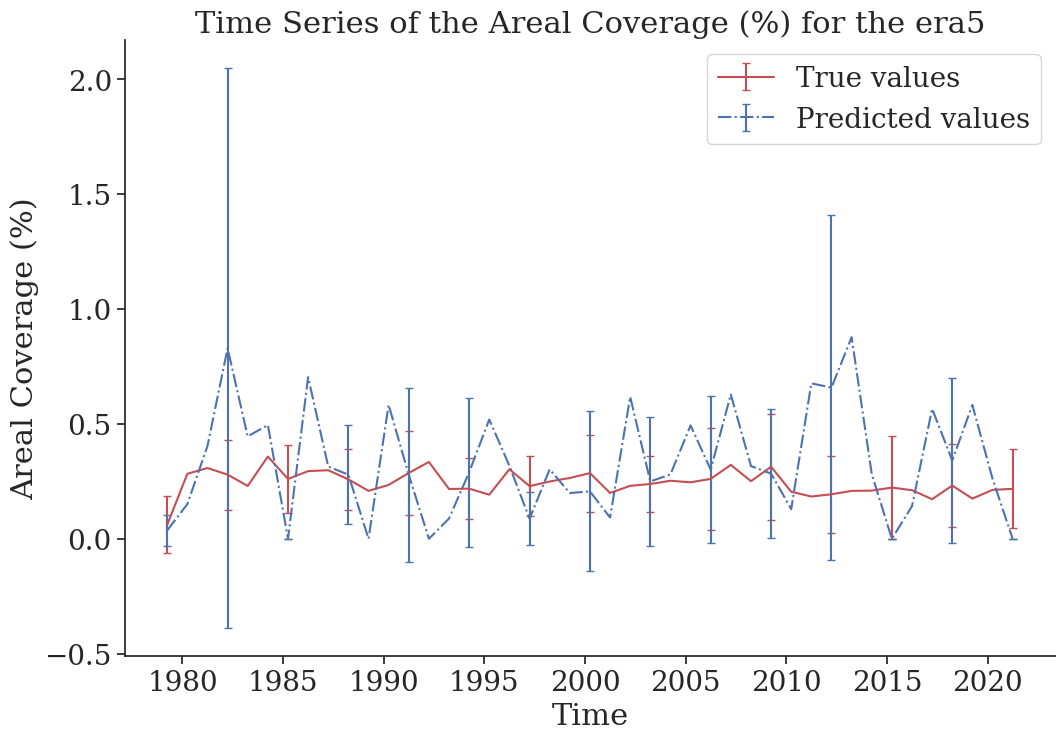 Time Series of the Areal Coverage (%) for the era5
True values
Predicted values
Areal Coverage (%)
2.0
1.5
1.0
0.5
0.0
−0.5
1980 1985 1990 1995 2000 2005 2010 2015 2020
Time